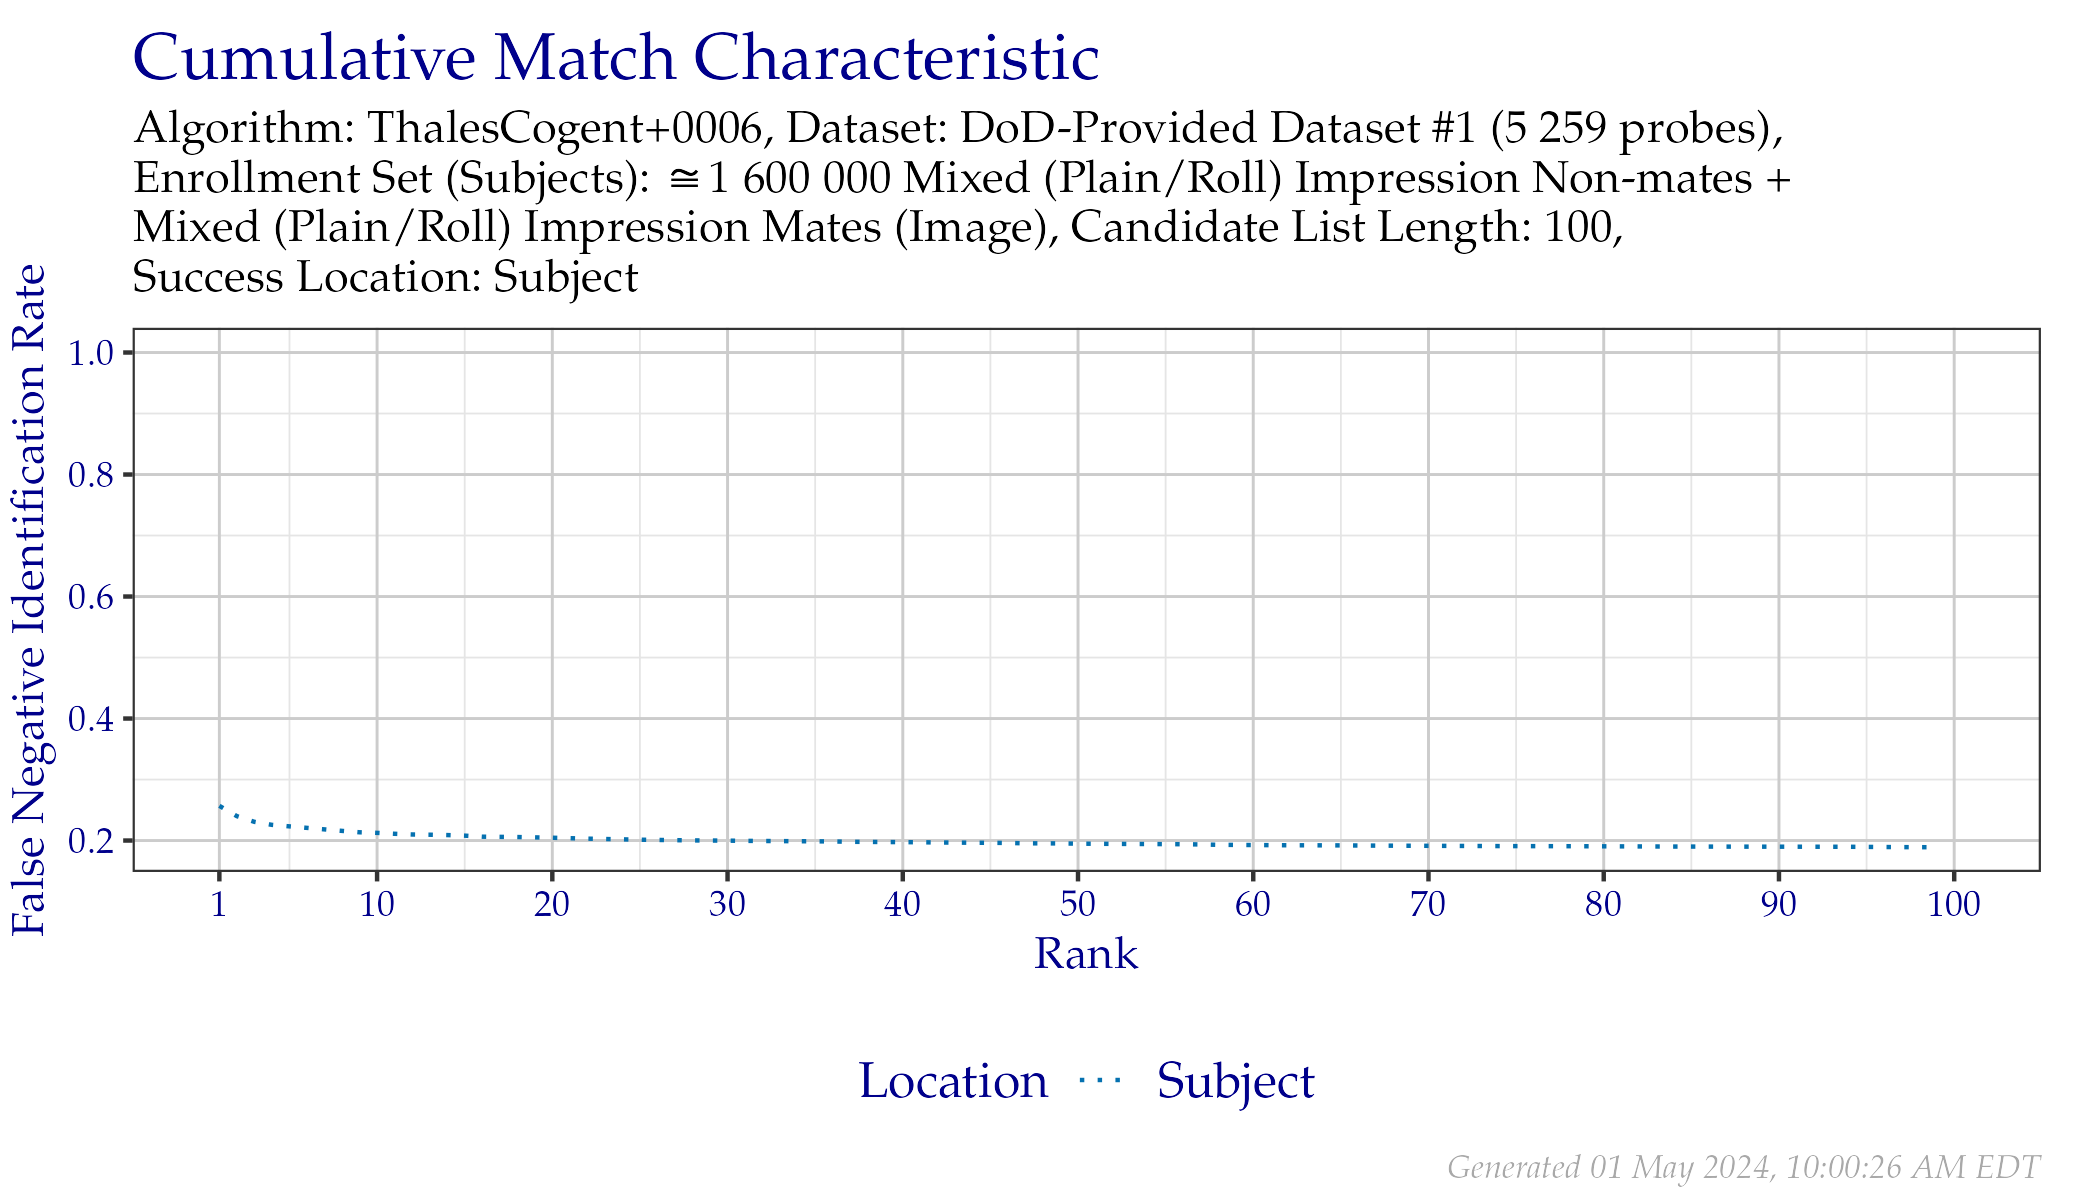 Cumulative Match Characteristic
Algorithm: ThalesCogent+0006, Dataset: DoD-Provided Dataset #1 (5 259 probes),
Enrollment Set (Subjects): ≅ 1 600 000 Mixed (Plain/Roll) Impression Non-mates +
Mixed (Plain/Roll) Impression Mates (Image), Candidate List Length: 100,
Success Location: Subject
False Negative Identification Rate
1.0
0.8
0.6
0.4
0.2
1 10 20 30 40 50 60 70 80 90 100
Rank
Location Subject
Generated 01 May 2024, 10:00:26 AM EDT